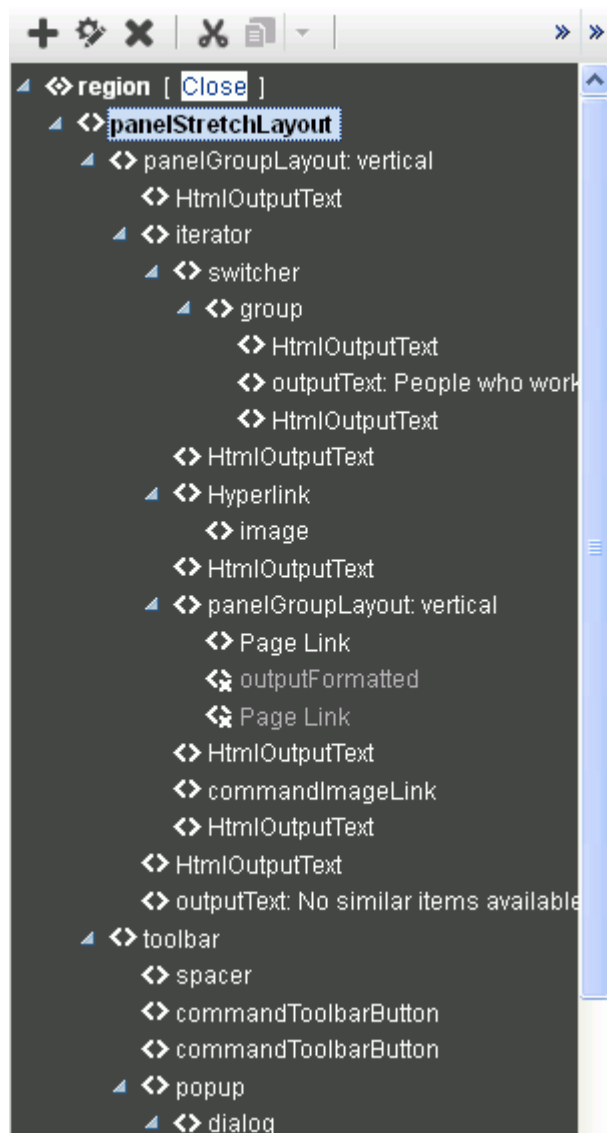 region [ Close ]
panelStretchLayout
panelGroupLayout: vertical
HtmlOutputText
iterator
switcher
group
HtmlOutputText
outputText: People who work
HtmlOutputText
HtmlOutputText
Hyperlink
image
HtmlOutputText
panelGroupLayout: vertical
Page Link
outputFormatted
Page Link
HtmlOutputText
commandImageLink
HtmlOutputText
HtmlOutputText
outputText: No similar items available
toolbar
spacer
commandToolbarButton
commandToolbarButton
popup
dialog